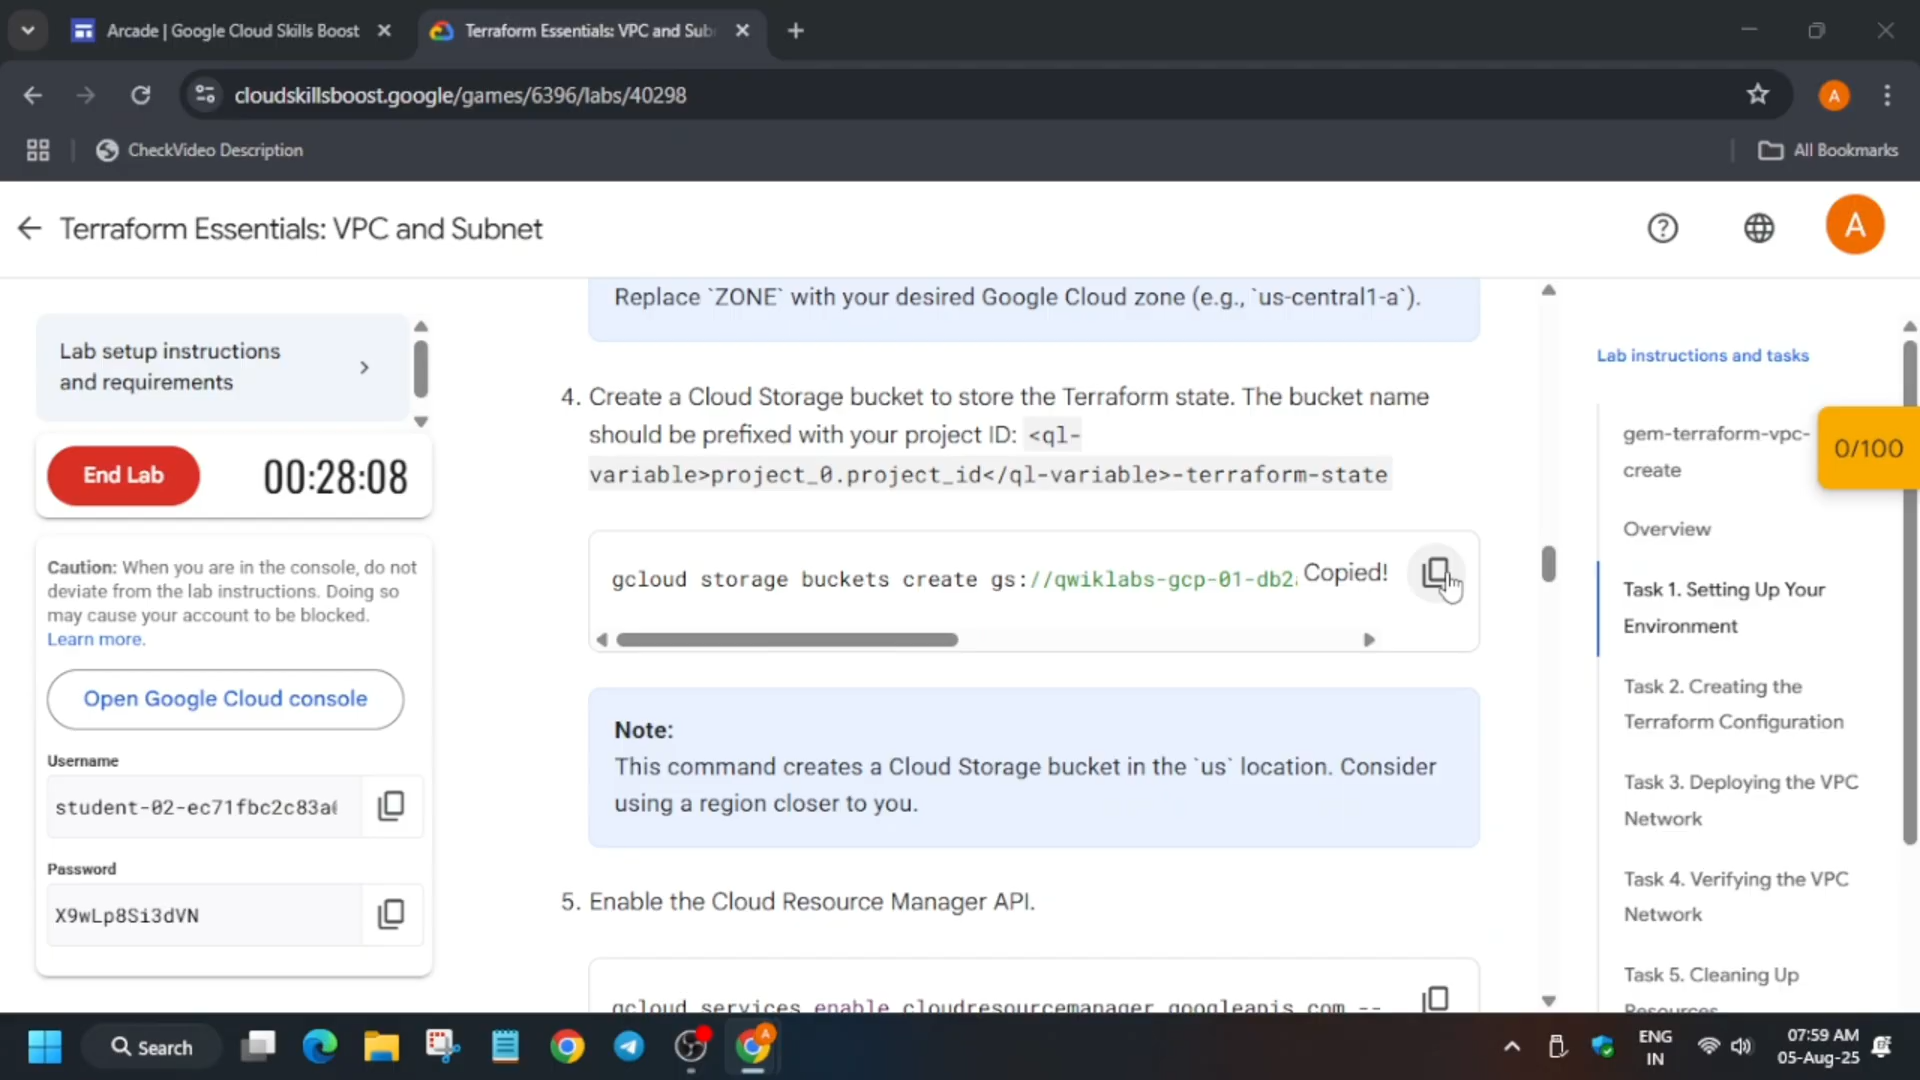 Arcade | Google Cloud Skills Boost
Terraform Essentials: VPC and Sub
cloudskillsboost.google/games/6396/labs/40298
A
CheckVideo Description
All Bookmarks
Terraform Essentials: VPC and Subnet
A
Lab setup instructions
and requirements
End Lab
00:28:08
Caution: When you are in the console, do not
deviate from the lab instructions. Doing so
may cause your account to be blocked.
Learn more.
Open Google Cloud console
Username
student-02-ec71fbc2c83a
Password
X9wLp8Si3dVN
Replace `ZONE` with your desired Google Cloud zone (e.g., `us-central1-a`).
4. Create a Cloud Storage bucket to store the Terraform state. The bucket name
should be prefixed with your project ID: <ql-
variable>project_0.project_id</ql-variable>-terraform-state
gcloud storage buckets create gs://qwiklabs-gcp-01-db2
Copied!
Note:
This command creates a Cloud Storage bucket in the `us` location. Consider
using a region closer to you.
5. Enable the Cloud Resource Manager API.
gcloud services enable cloudresourcemanager.googleapis.com --
Lab instructions and tasks
gem-terraform-vpc-
create
0/100
Overview
Task 1. Setting Up Your
Environment
Task 2. Creating the
Terraform Configuration
Task 3. Deploying the VPC
Network
Task 4. Verifying the VPC
Network
Task 5. Cleaning Up
Resources
Search
A
ENG
IN
07:59 AM
05-Aug-25